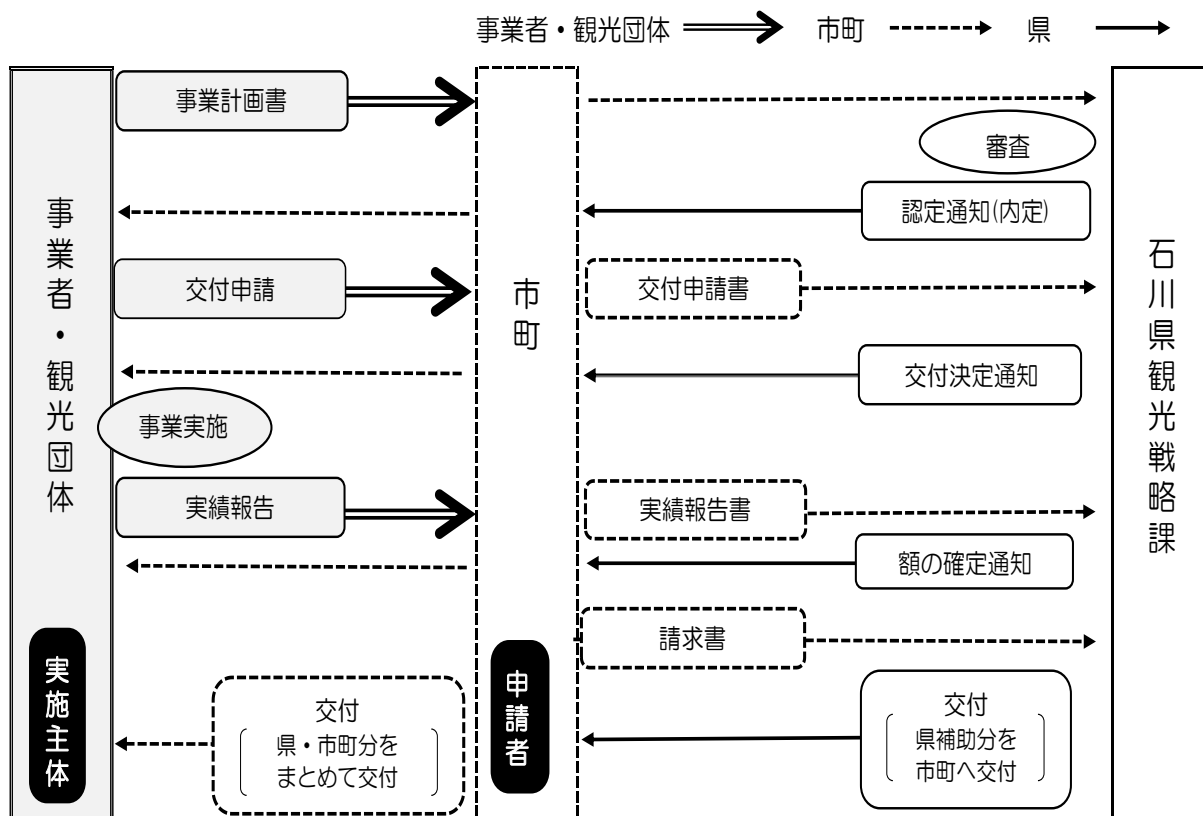 事業者・観光団体 市町 県
事業計画書
審査
認定通知(内定)
交付申請
交付申請書
交付決定通知
事業実施
実績報告
実績報告書
額の確定通知
請求書
交付
県・市町分を
まとめて交付
交付
県補助分を
市町へ交付
事業者・観光団体
実施主体
市町
申請者
石川県観光戦略課